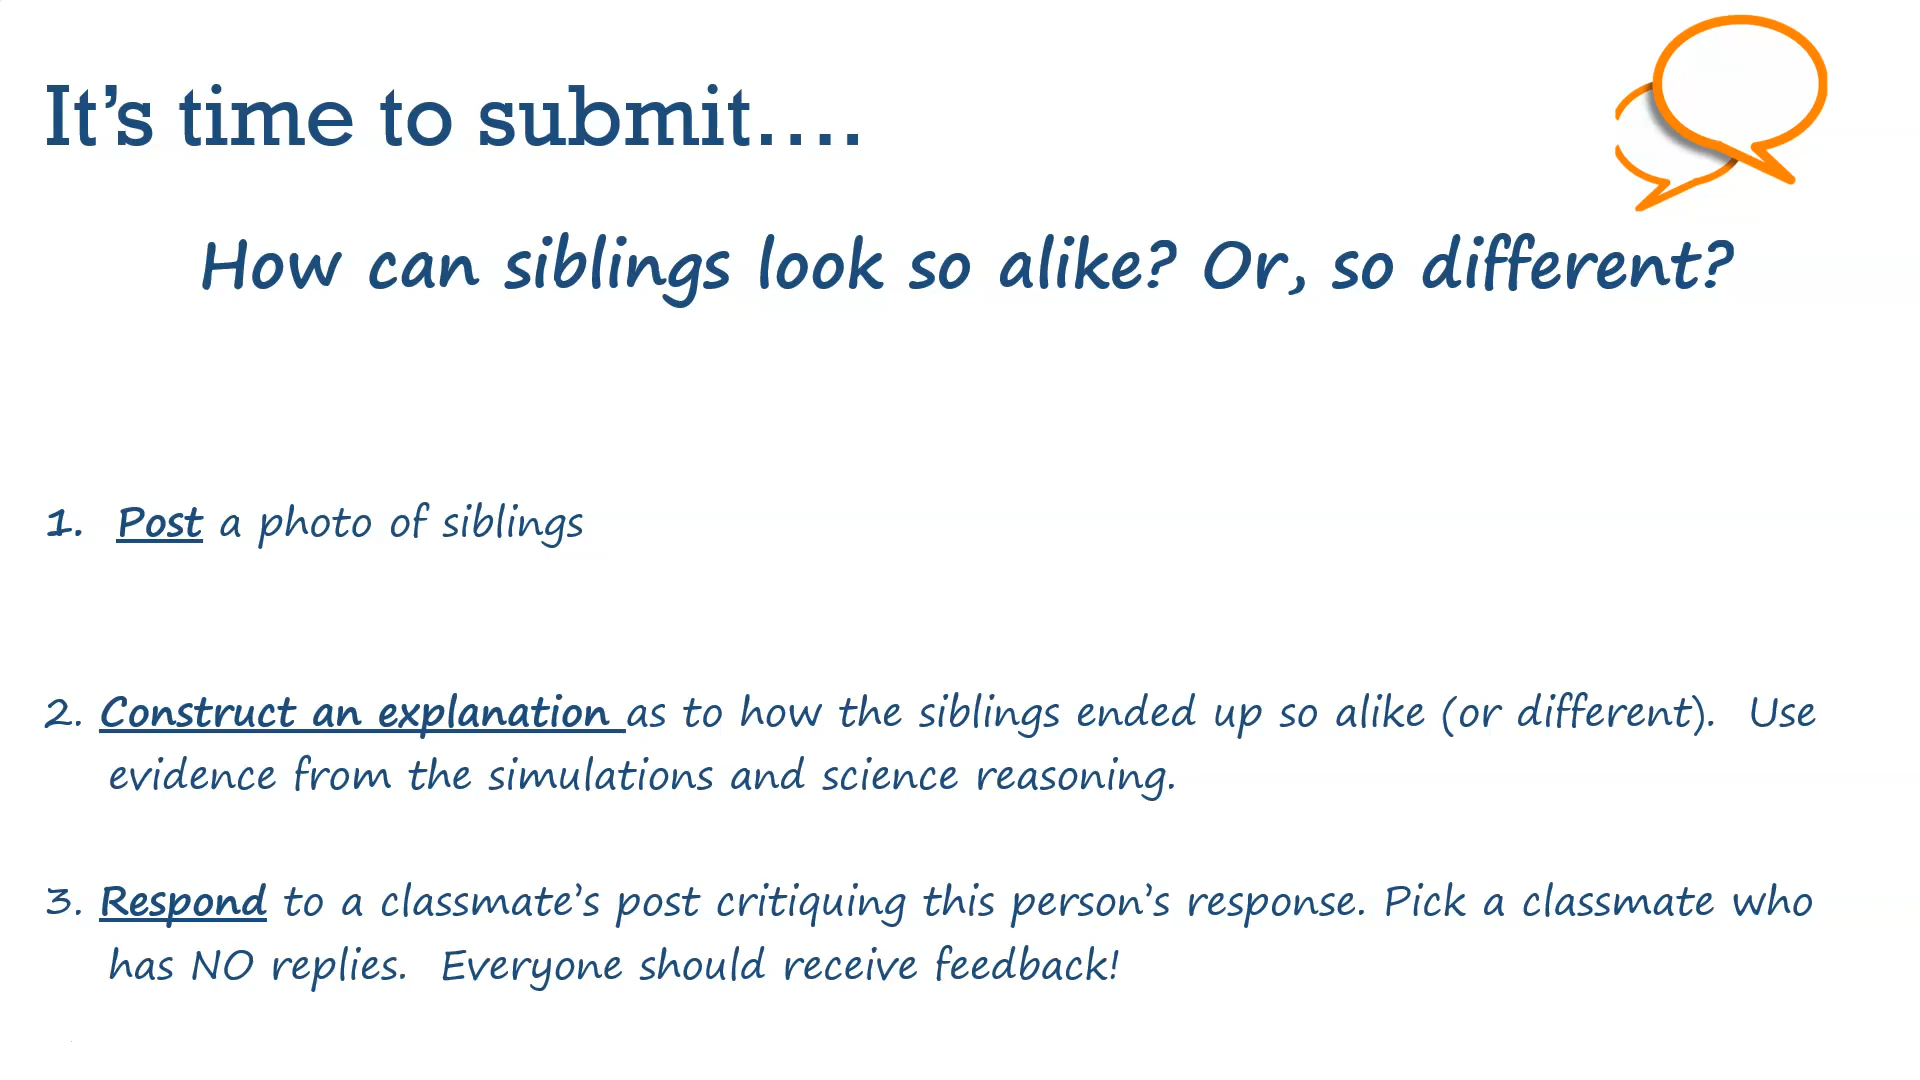 It’s time to submit….
How can siblings look so alike? Or, so different?
1. Post a photo of siblings
2. Construct an explanation as to how the siblings ended up so alike (or different). Use
evidence from the simulations and science reasoning.
3. Respond to a classmate’s post critiquing this person’s response. Pick a classmate who
has NO replies. Everyone should receive feedback!